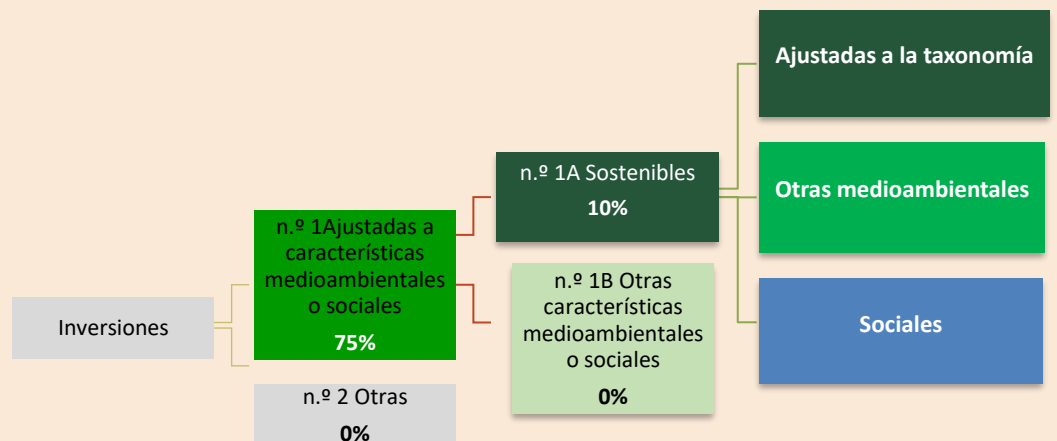 Inversiones
n.º 1Ajustadas a
características
medioambientales
o sociales
75%
n.º 2 Otras
0%
n.º 1A Sostenibles
10%
n.º 1B Otras
características
medioambientales
o sociales
0%
Ajustadas a la taxonomía
Otras medioambientales
Sociales